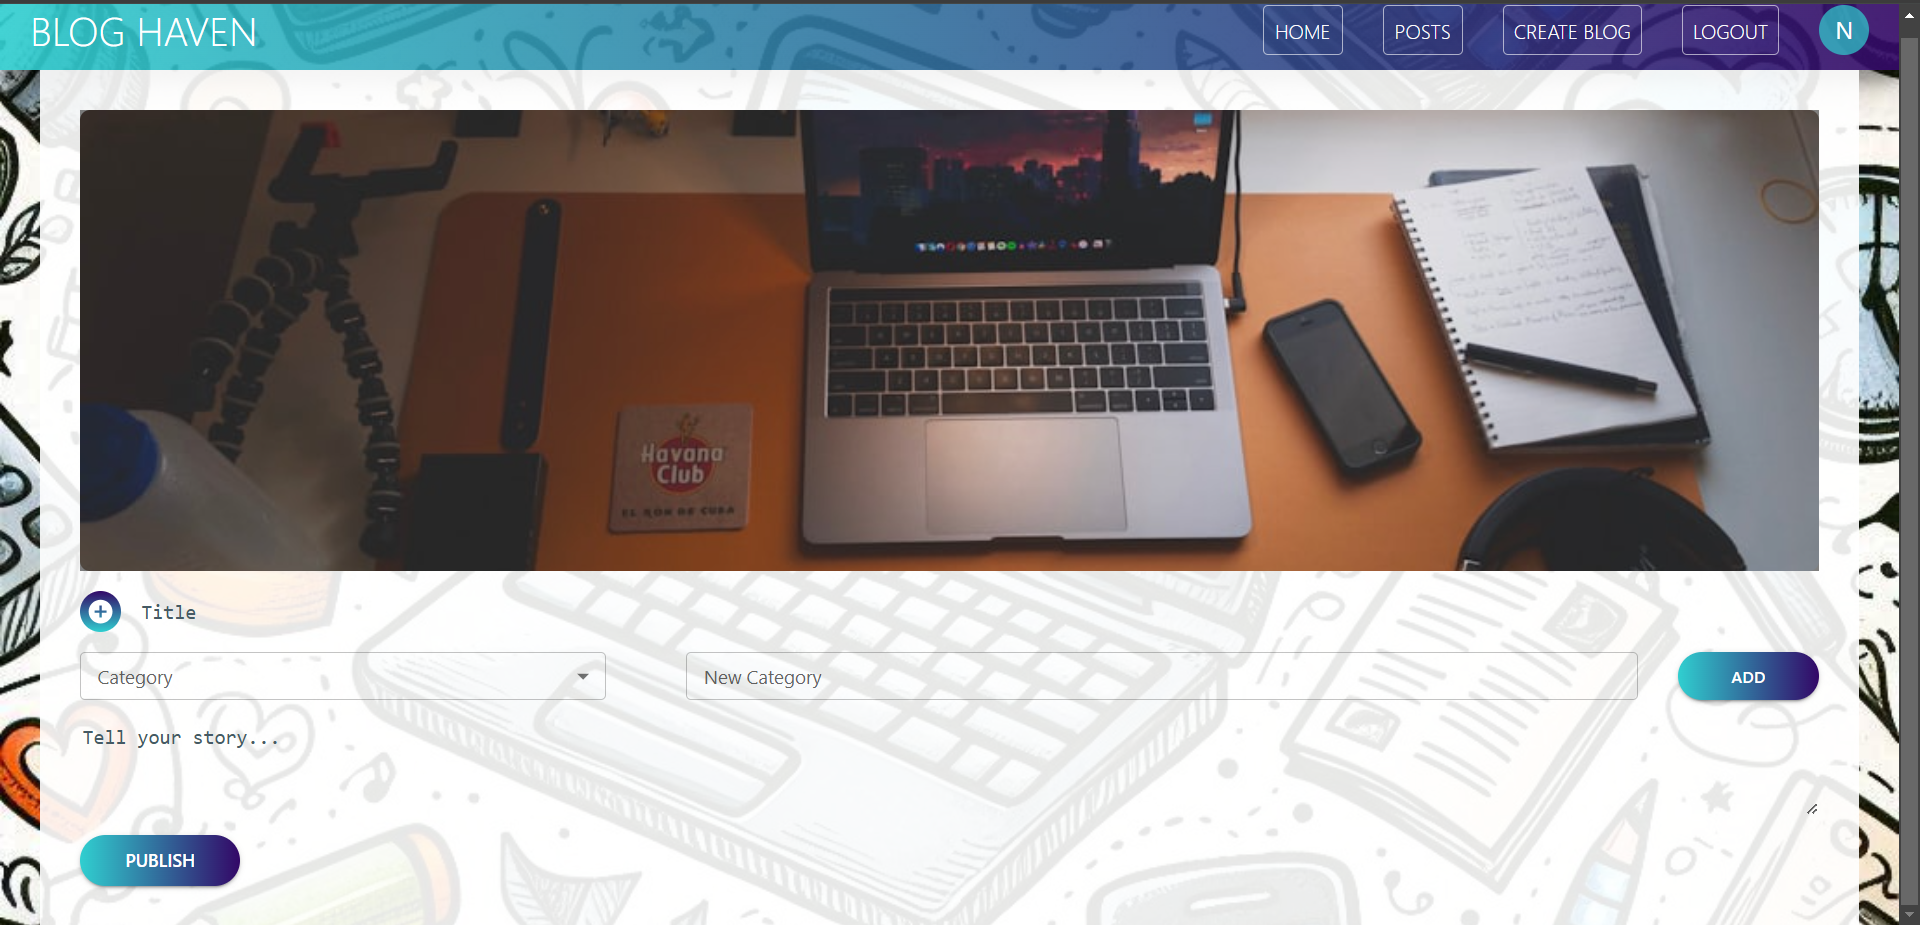 BLOG HAVEN
HOME
POSTS
CREATE BLOG
LOGOUT
N
Havana
Club
EL RON DE CUBA
Title
Category
New Category
ADD
Tell your story...
PUBLISH